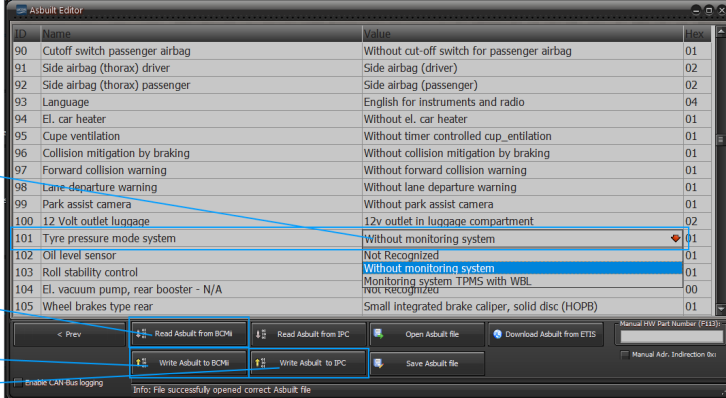 Asbuilt Editor
ID Name Value Hex
90 Cutoff switch passenger airbag Without cut-off switch for passenger airbag 01
91 Side airbag (thorax) driver Side airbag (driver) 02
92 Side airbag (thorax) passenger Side airbag (passenger) 02
93 Language English for instruments and radio 04
94 El. car heater Without el. car heater 01
95 Cupe ventilation Without timer controlled cup_entilation 01
96 Collision mitigation by braking Without collision mitigation by braking 01
97 Forward collision warning Without forward collision warning 01
98 Lane departure warning Without lane departure warning 01
99 Park assist camera Without park assist camera 01
100 12 Volt outlet luggage 12v outlet in luggage compartment 02
101 Tyre pressure mode system Without monitoring system 01
102 Oil level sensor Not Recognized 01
Without monitoring system
103 Roll stability control 01
Monitoring system TPMS with WBL
104 El. vacuum pump, rear booster - N/A Not Recognized 00
105 Wheel brakes type rear Small integrated brake caliper, solid disc (HOPB) 01
< Prev
Read Asbuilt from BCMii
Read Asbuilt from IPC
Open Asbuilt file
Download Asbuilt from ETIS
Manual HW Part Number (F113):
Write Asbuilt to BCMii
Write Asbuilt to IPC
Save Asbuilt file
Manual Adr. Indirection 0x:
Enable CAN-Bus logging
Info: File successfully opened correct Asbuilt file